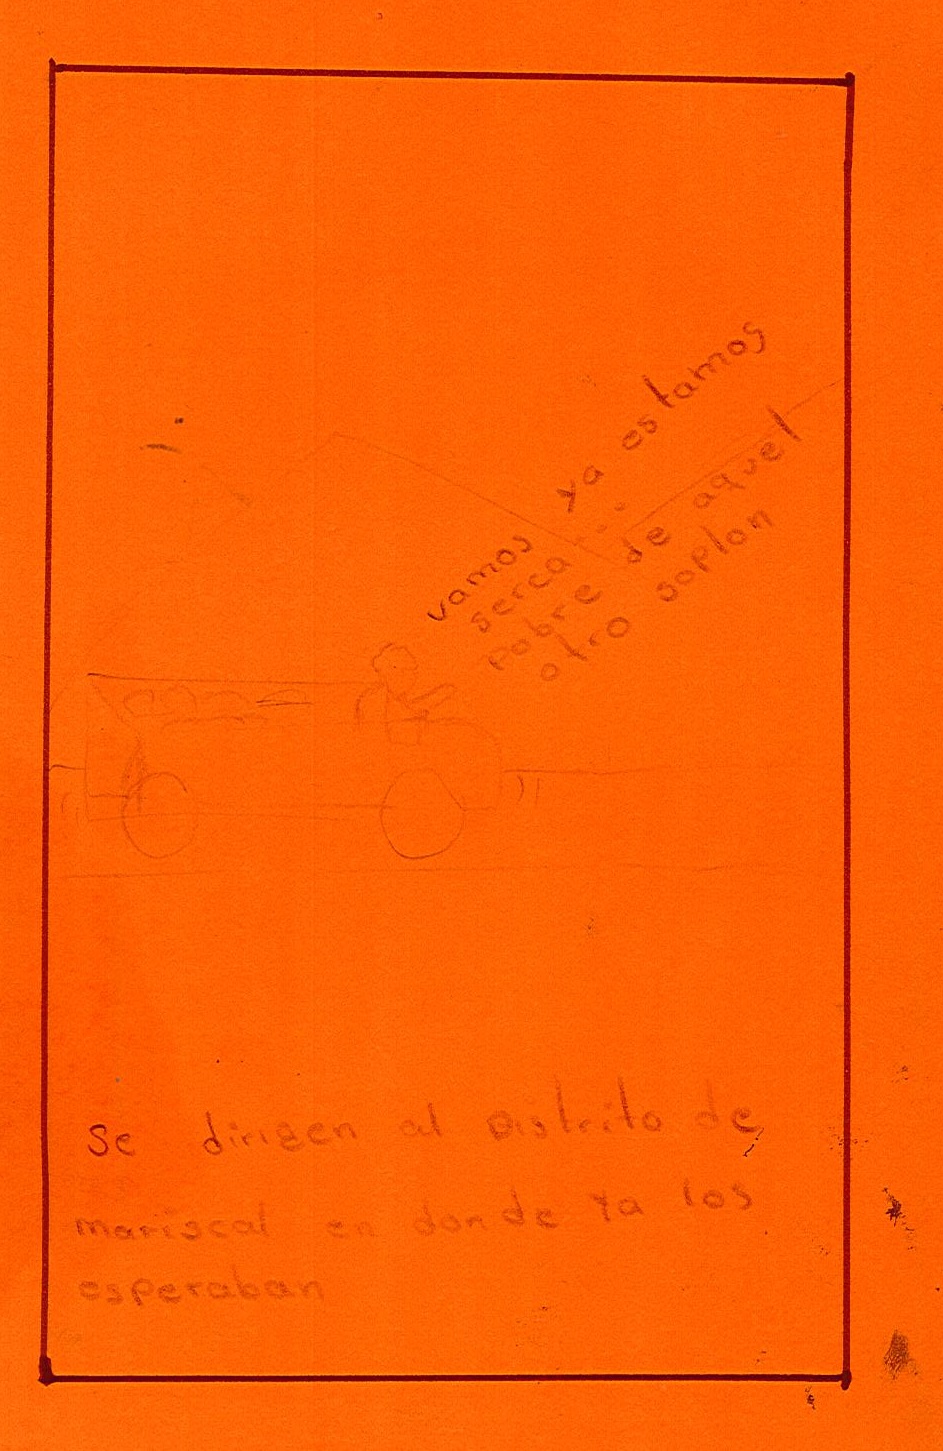 vamos ya estamos
serca...
pobre de aquel
otro soplon
Se dirigen al Distrito de
mariscal en donde ya los
esperaban